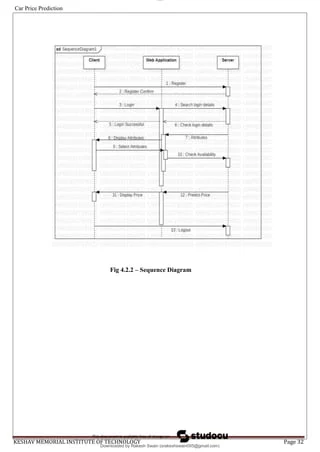 Car Price Prediction
sd SequenceDiagram1
Client
Web Application
Server
1 : Register
2 : Register Confirm
3 : Login
4 : Search login details
5 : Login Successful
6 : Check login details
7 : Attributes
8 : Display Attributes
9 : Select Attributes
10 : Check Availability
11 : Display Price
12 : Predict Price
13 : Logout
Fig 4.2.2 – Sequence Diagram
studocu
KESHAV MEMORIAL INSTITUTE OF TECHNOLOGY
Page 32
Downloaded by Rakesh Swain